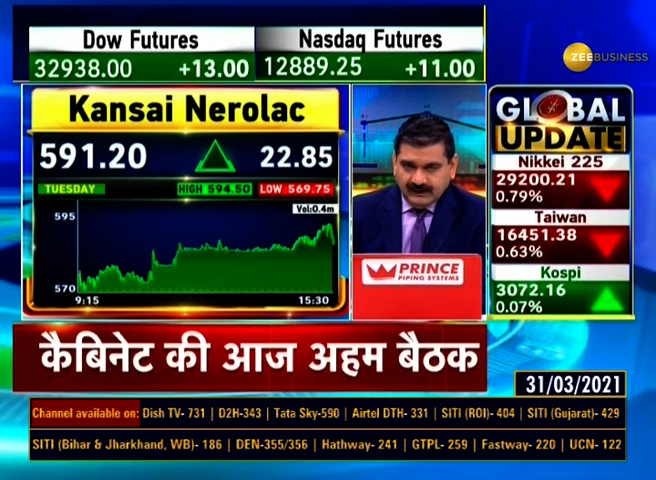 Dow Futures
32938.00 +13.00
Nasdaq Futures
12889.25 +11.00
ZEEBUSINESS
Kansai Nerolac
591.20 22.85
TUESDAY HIGH 594.50 LOW 569.75
Vol:0.4m
595
570
9:15 15:30
PRINCE
PIPING SYSTEMS
GLOBAL
UPDATE
Nikkei 225
29200.21
0.79%
Taiwan
16451.38
0.63%
Kospi
3072.16
0.07%
कैबिनेट की आज अहम बैठक
31/03/2021
Channel available on: Dish TV- 731 | D2H-343 | Tata Sky-590 | Airtel DTH- 331 | SITI (ROI)- 404 | SITI (Gujarat)- 429
SITI (Bihar & Jharkhand, WB)- 186 | DEN-355/356 | Hathway- 241 | GTPL- 259 | Fastway- 220 | UCN- 122